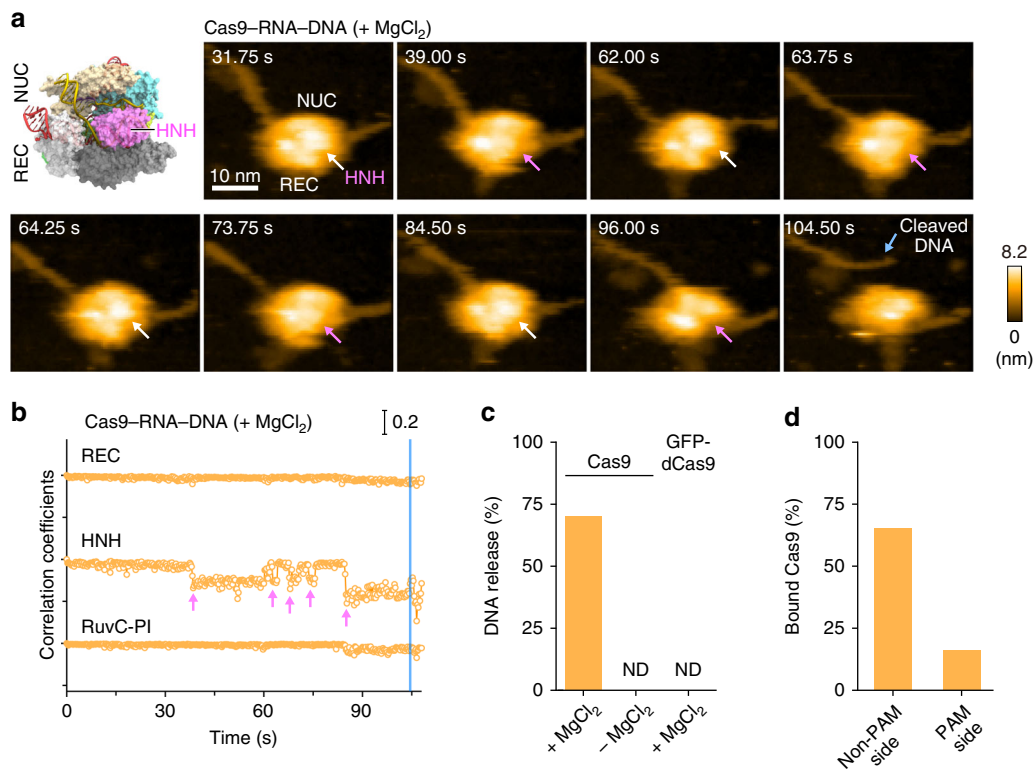 a
Cas9–RNA–DNA (+ MgCl2)
NUC
REC
HNH
31.75 s
NUC
HNH
REC
10 nm
39.00 s
62.00 s
63.75 s
64.25 s
73.75 s
84.50 s
96.00 s
104.50 s
Cleaved
DNA
8.2
0
(nm)
b
Cas9–RNA–DNA (+ MgCl2)
0.2
REC
HNH
RuvC-PI
Correlation coefficients
0
30
60
90
Time (s)
c
100
75
50
25
0
DNA release (%)
Cas9
GFP-
dCas9
ND
ND
+ MgCl2
– MgCl2
+ MgCl2
d
100
75
50
25
0
Bound Cas9 (%)
Non-PAM
side
PAM
side